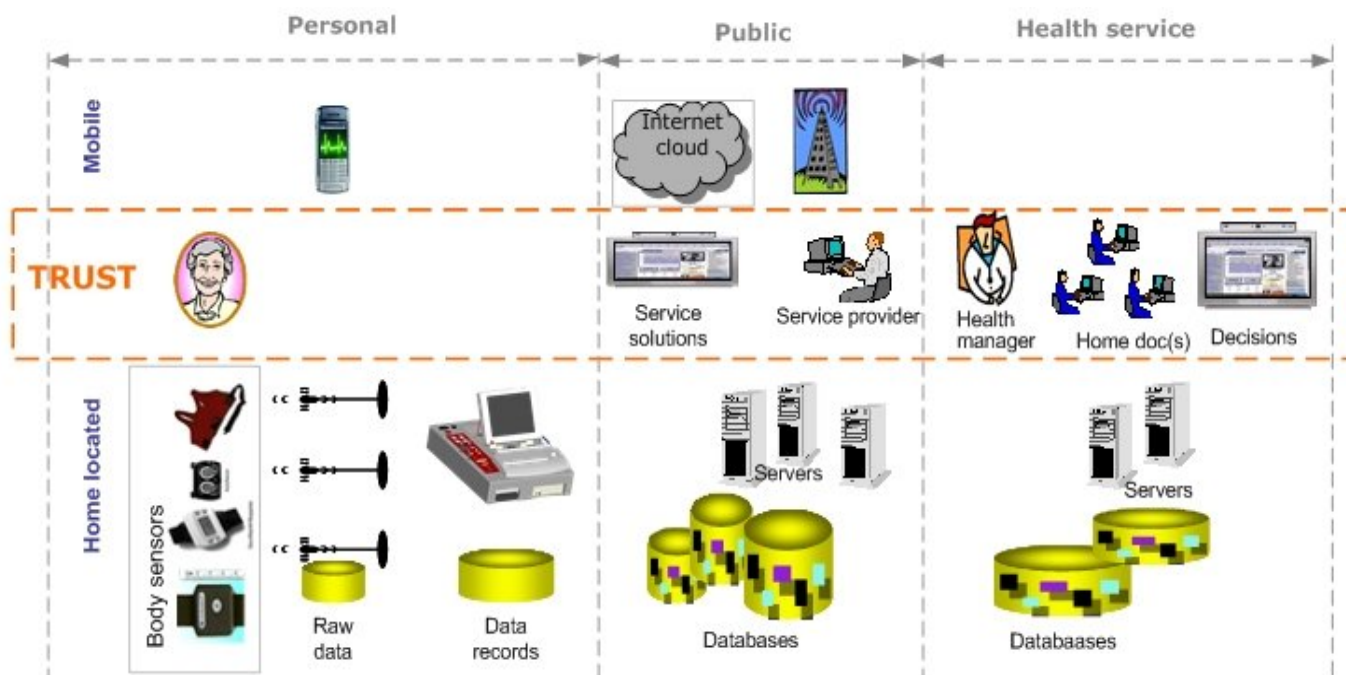 Personal
Public
Health service
Mobile
Internet
cloud
TRUST
Service
solutions
Service provider
Health
manager
Home doc(s)
Decisions
Home located
Body sensors
Raw
data
Data
records
Servers
Databases
Servers
Databaases